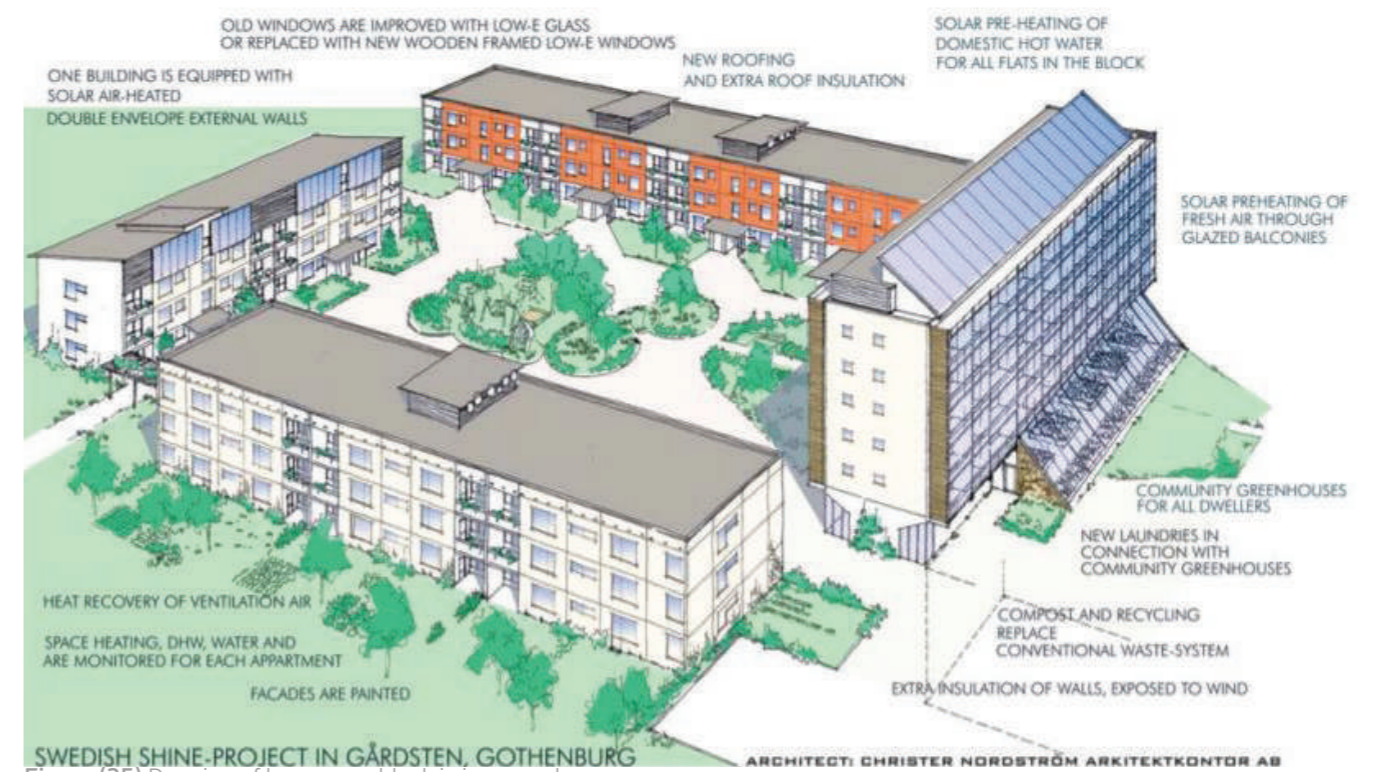 OLD WINDOWS ARE IMPROVED WITH LOW-E GLASS
OR REPLACED WITH NEW WOODEN FRAMED LOW-E WINDOWS
SOLAR PRE-HEATING OF
DOMESTIC HOT WATER
FOR ALL FLATS IN THE BLOCK
NEW ROOFING
AND EXTRA ROOF INSULATION
ONE BUILDING IS EQUIPPED WITH
SOLAR AIR-HEATED
DOUBLE ENVELOPE EXTERNAL WALLS
SOLAR PREHEATING OF
FRESH AIR THROUGH
GLAZED BALCONIES
COMMUNITY GREENHOUSES
FOR ALL DWELLERS
NEW LAUNDRIES IN
CONNECTION WITH
COMMUNITY GREENHOUSES
HEAT RECOVERY OF VENTILATION AIR
COMPOST AND RECYCLING
REPLACE
CONVENTIONAL WASTE-SYSTEM
SPACE HEATING, DHW, WATER AND
ARE MONITORED FOR EACH APPARTMENT
FACADES ARE PAINTED
EXTRA INSULATION OF WALLS, EXPOSED TO WIND
SWEDISH SHINE-PROJECT IN GÅRDSTEN, GOTHENBURG
ARCHITECT: CHRISTER NORDSTRÖM ARKITEKTKONTOR AB